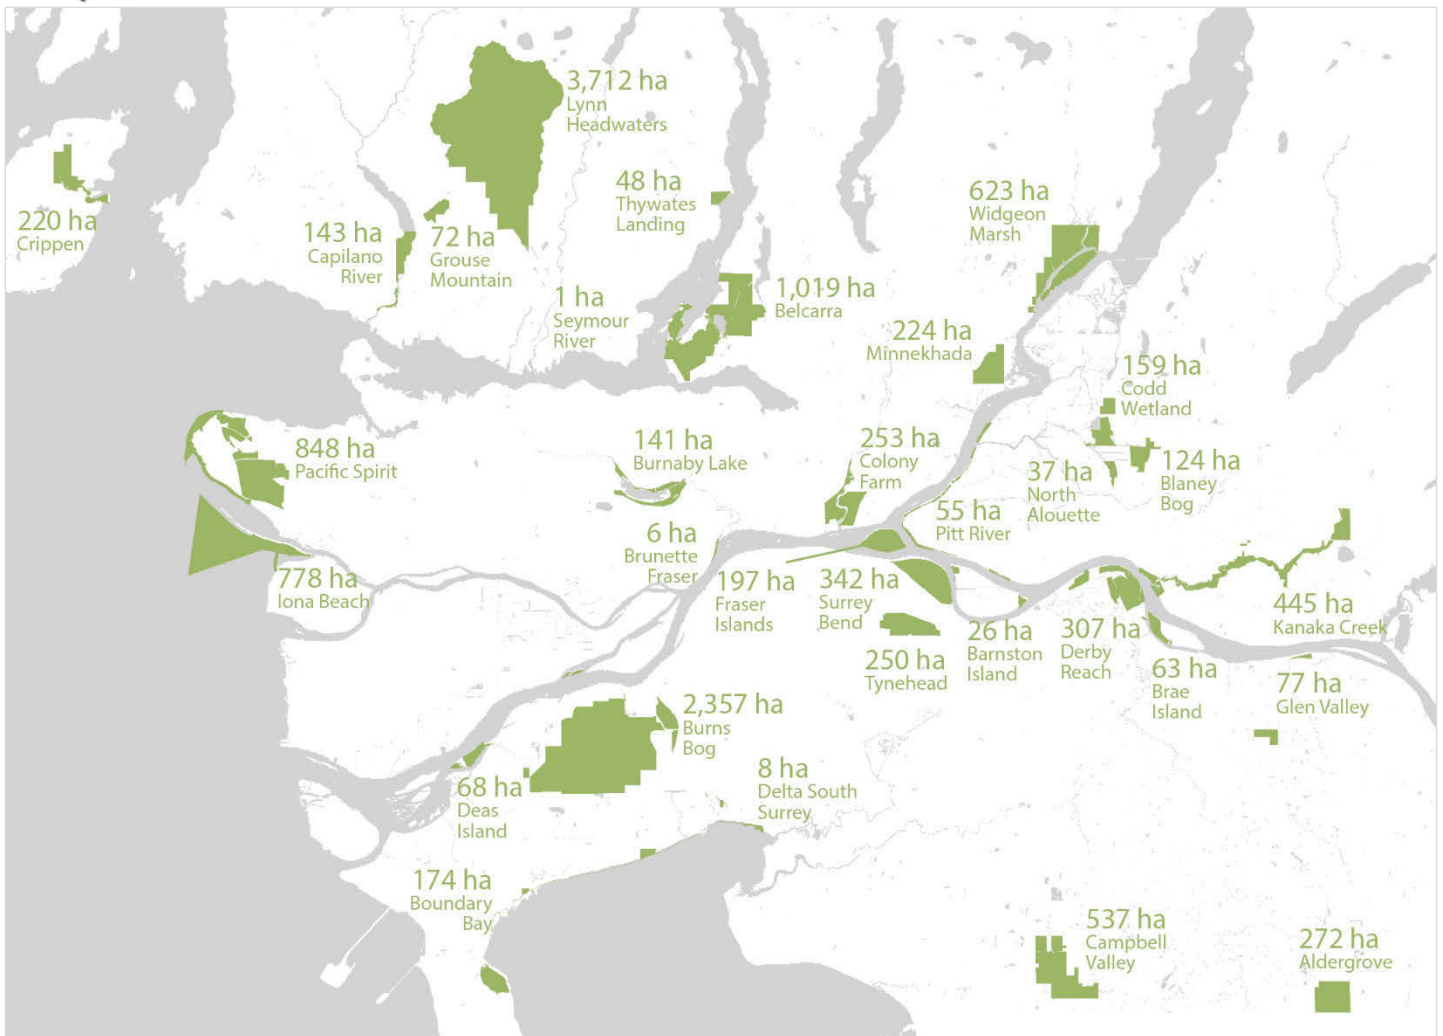 3,712 ha
Lynn
Headwaters
48 ha
Thywates
Landing
623 ha
Widgeon
Marsh
220 ha
Crippen
143 ha
Capilano
River
72 ha
Grouse
Mountain
1 ha
Seymour
River
1,019 ha
Belcarra
224 ha
Minnekhada
159 ha
Codd
Wetland
848 ha
Pacific Spirit
141 ha
Burnaby Lake
253 ha
Colony
Farm
37 ha
North
Alouette
124 ha
Blaney
Bog
55 ha
Pitt River
6 ha
Brunette
Fraser
778 ha
Iona Beach
197 ha
Fraser
Islands
342 ha
Surrey
Bend
250 ha
Tynehead
26 ha
Barnston
Island
307 ha
Derby
Reach
63 ha
Brae
Island
445 ha
Kanaka Creek
77 ha
Glen Valley
2,357 ha
Burns
Bog
68 ha
Deas
Island
8 ha
Delta South
Surrey
174 ha
Boundary
Bay
537 ha
Campbell
Valley
272 ha
Aldergrove